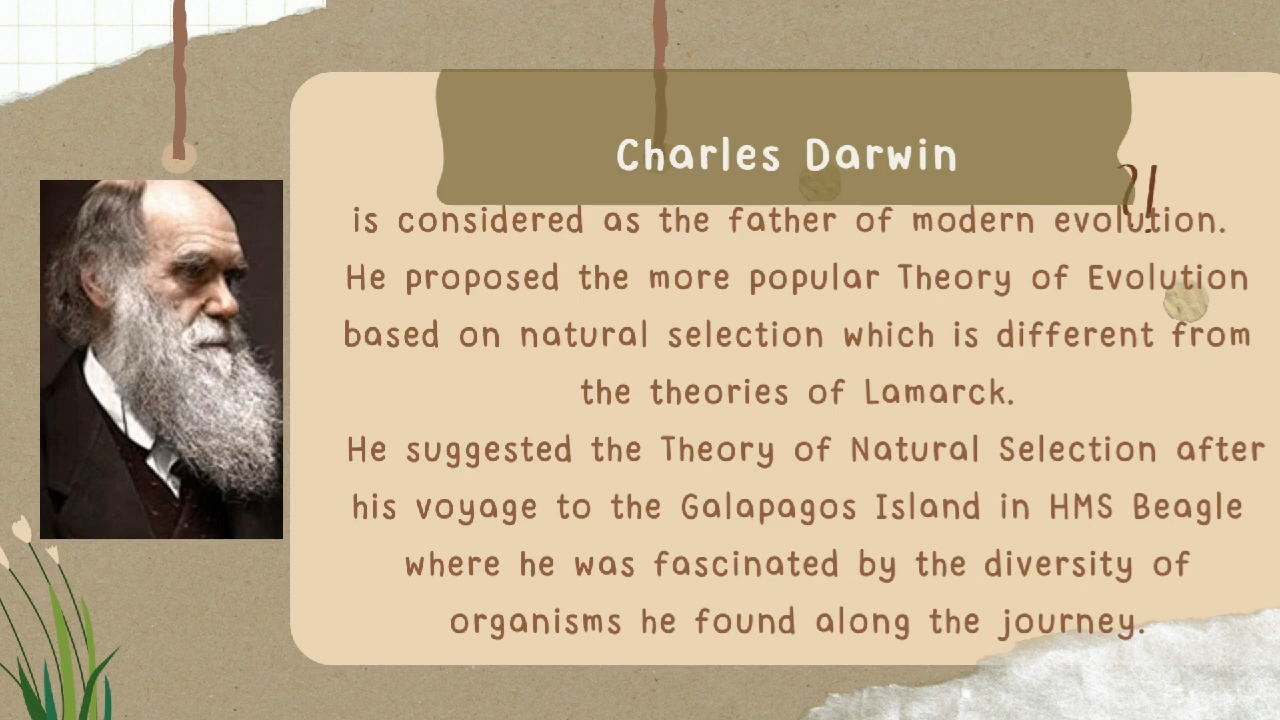 Charles Darwin
is considered as the father of modern evolution.
He proposed the more popular Theory of Evolution
based on natural selection which is different from
the theories of Lamarck.
He suggested the Theory of Natural Selection after
his voyage to the Galapagos Island in HMS Beagle
where he was fascinated by the diversity of
organisms he found along the journey.